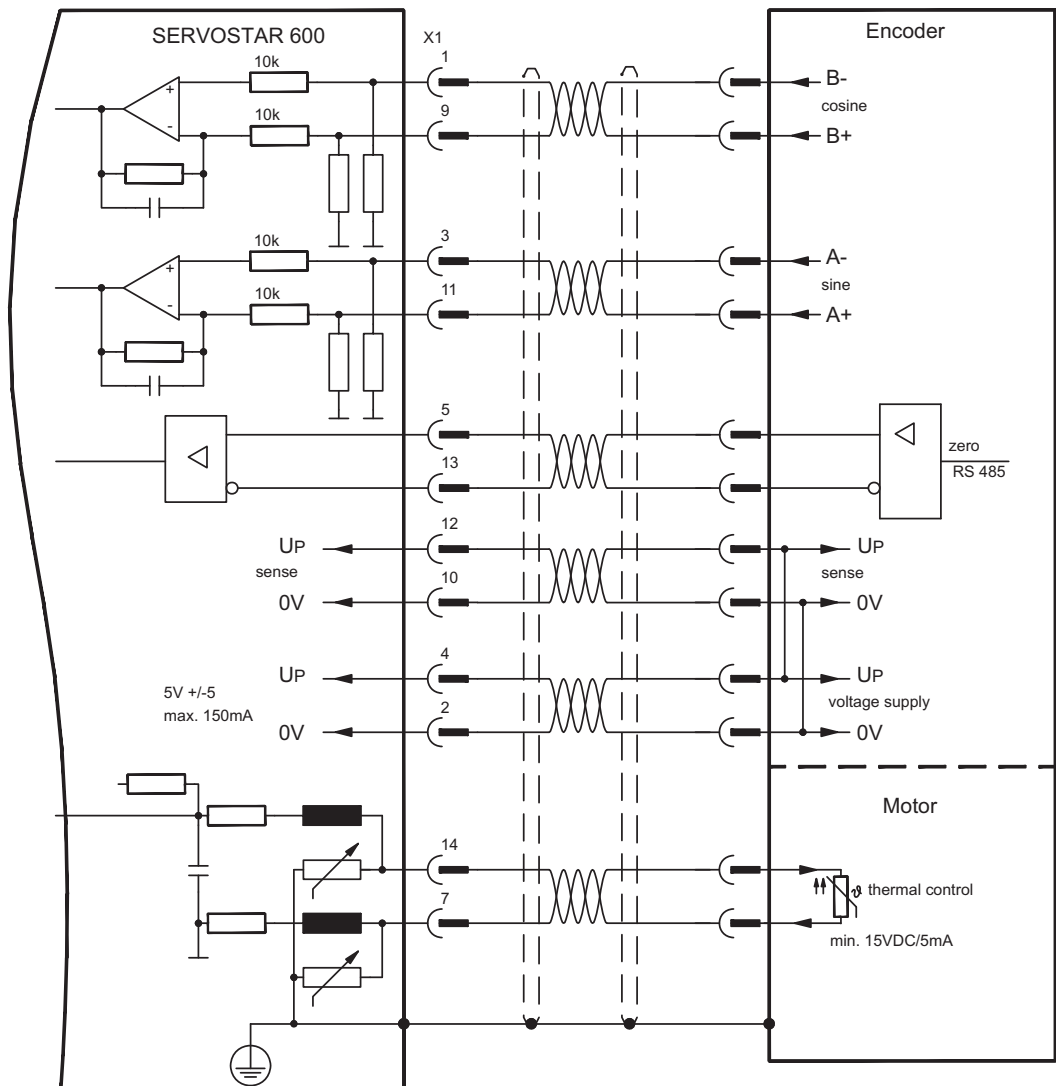 SERVOSTAR 600
X1
Encoder
10k
1
B-
cosine
+
-
10k
9
B+
10k
3
A-
sine
+
-
10k
11
A+
5
zero
RS 485
13
12
UP
sense
UP
sense
10
0V
0V
4
UP
UP
5V +/-5
max. 150mA
voltage supply
2
0V
0V
Motor
14
ϑ thermal control
7
min. 15VDC/5mA